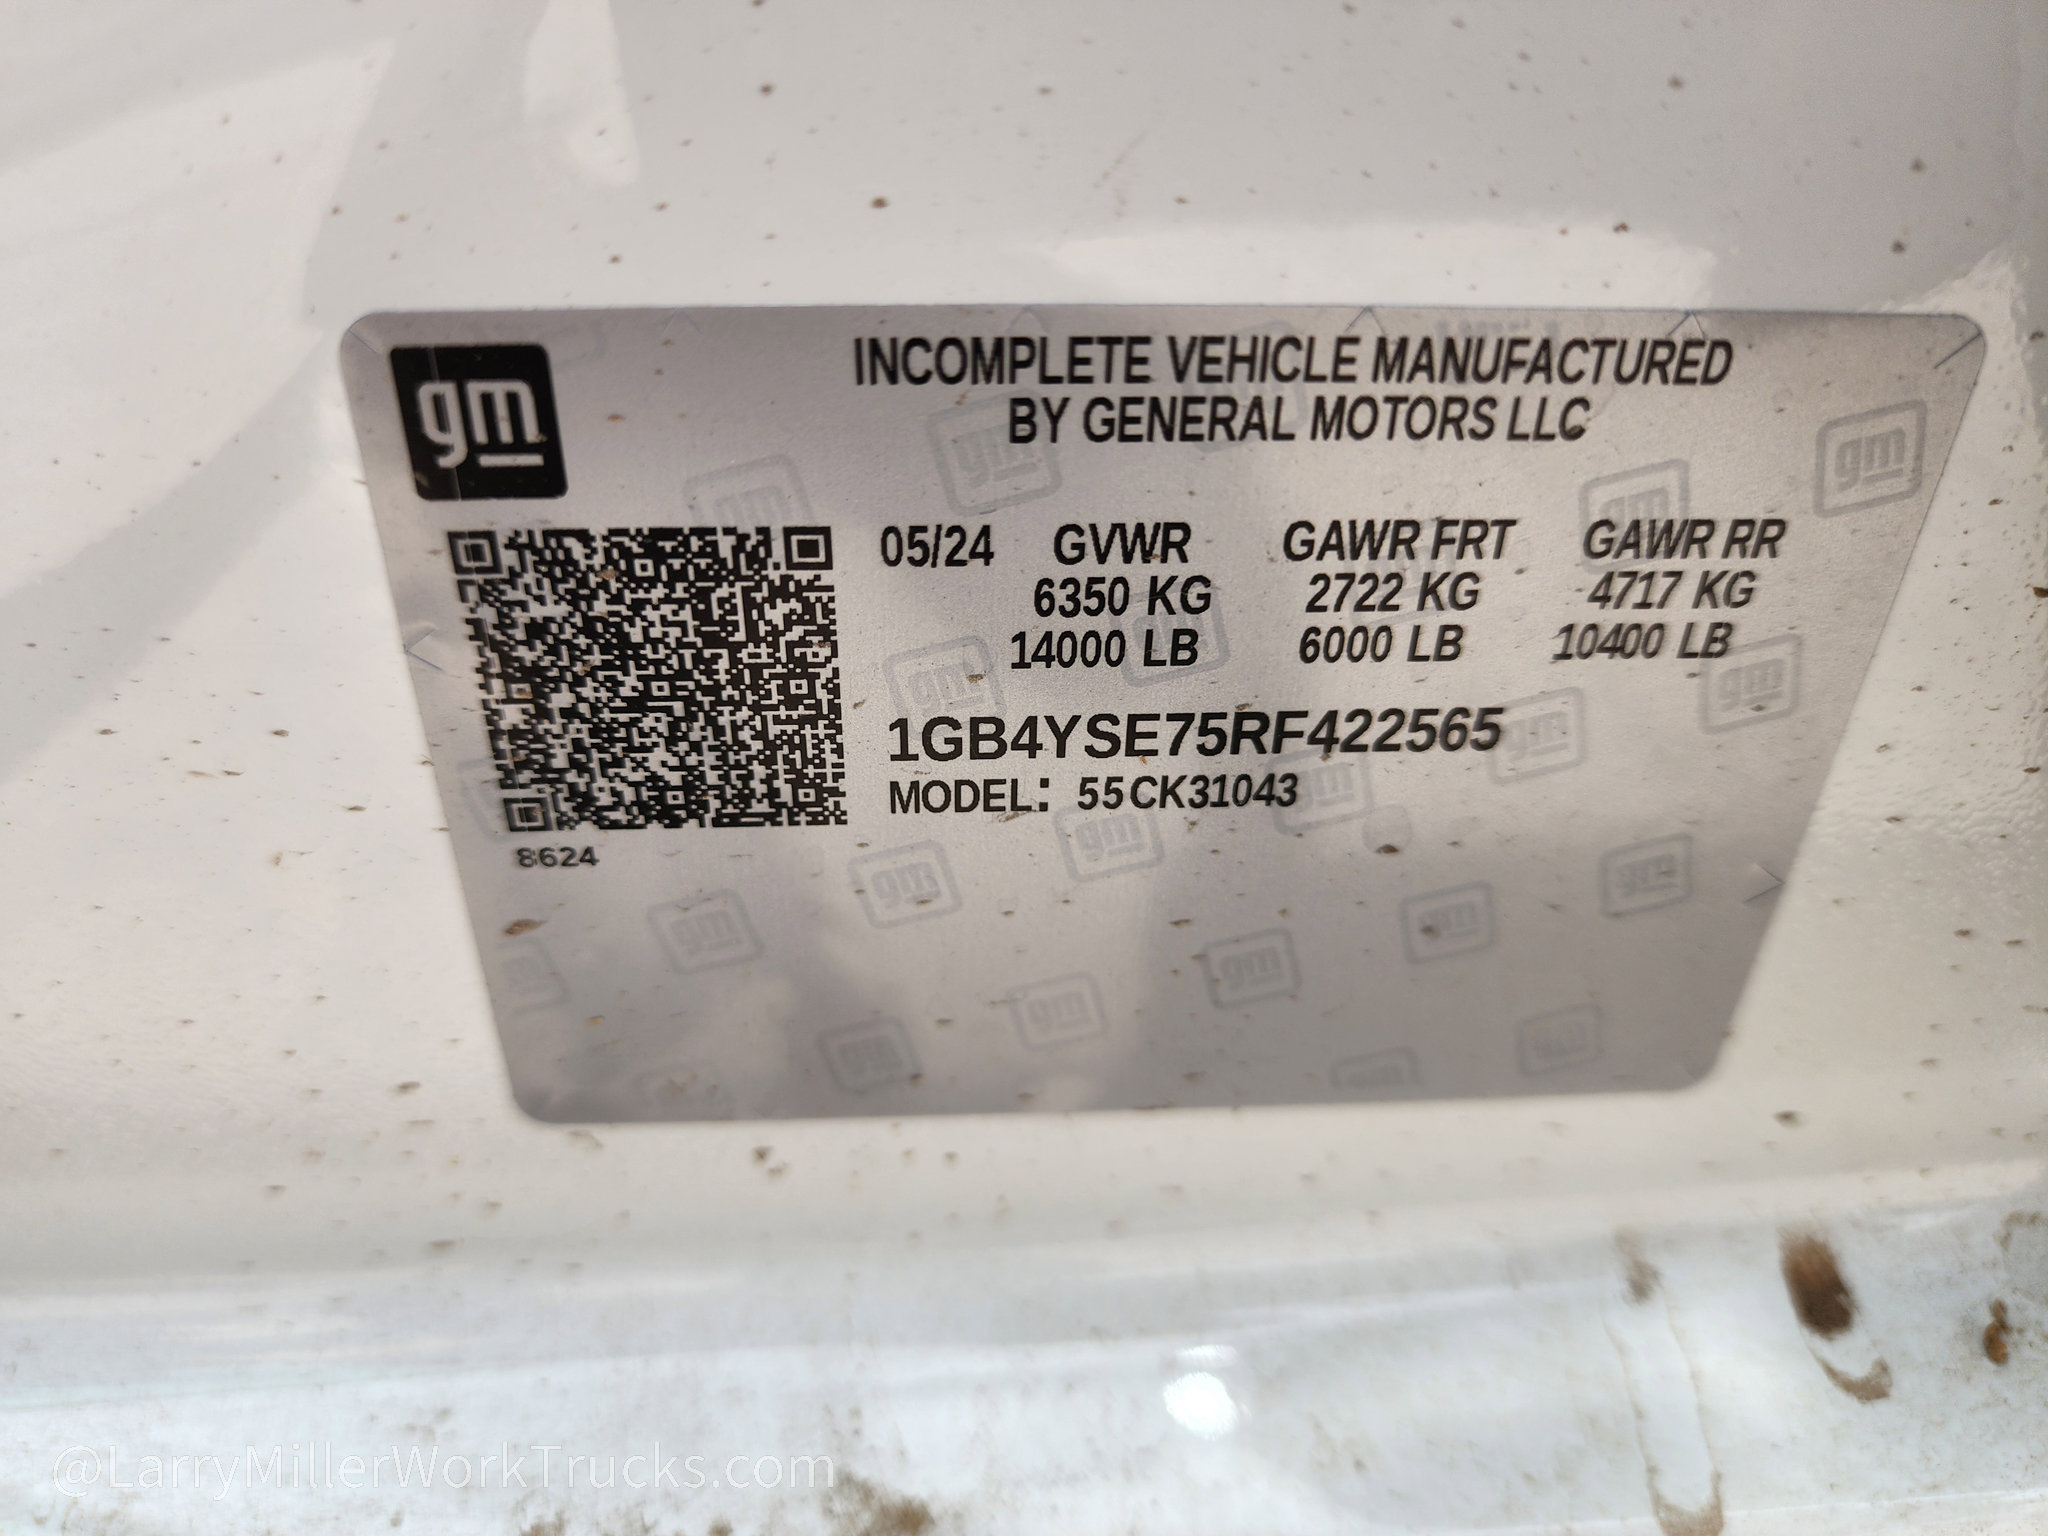 gm
INCOMPLETE VEHICLE MANUFACTURED
BY GENERAL MOTORS LLC
05/24 GVWR GAWR FRT GAWR RR
6350 KG 2722 KG 4717 KG
14000 LB 6000 LB 10400 LB
1GB4YSE75RF422565
MODEL: 55CK31043
8624
@LarryMillerWorkTrucks.com